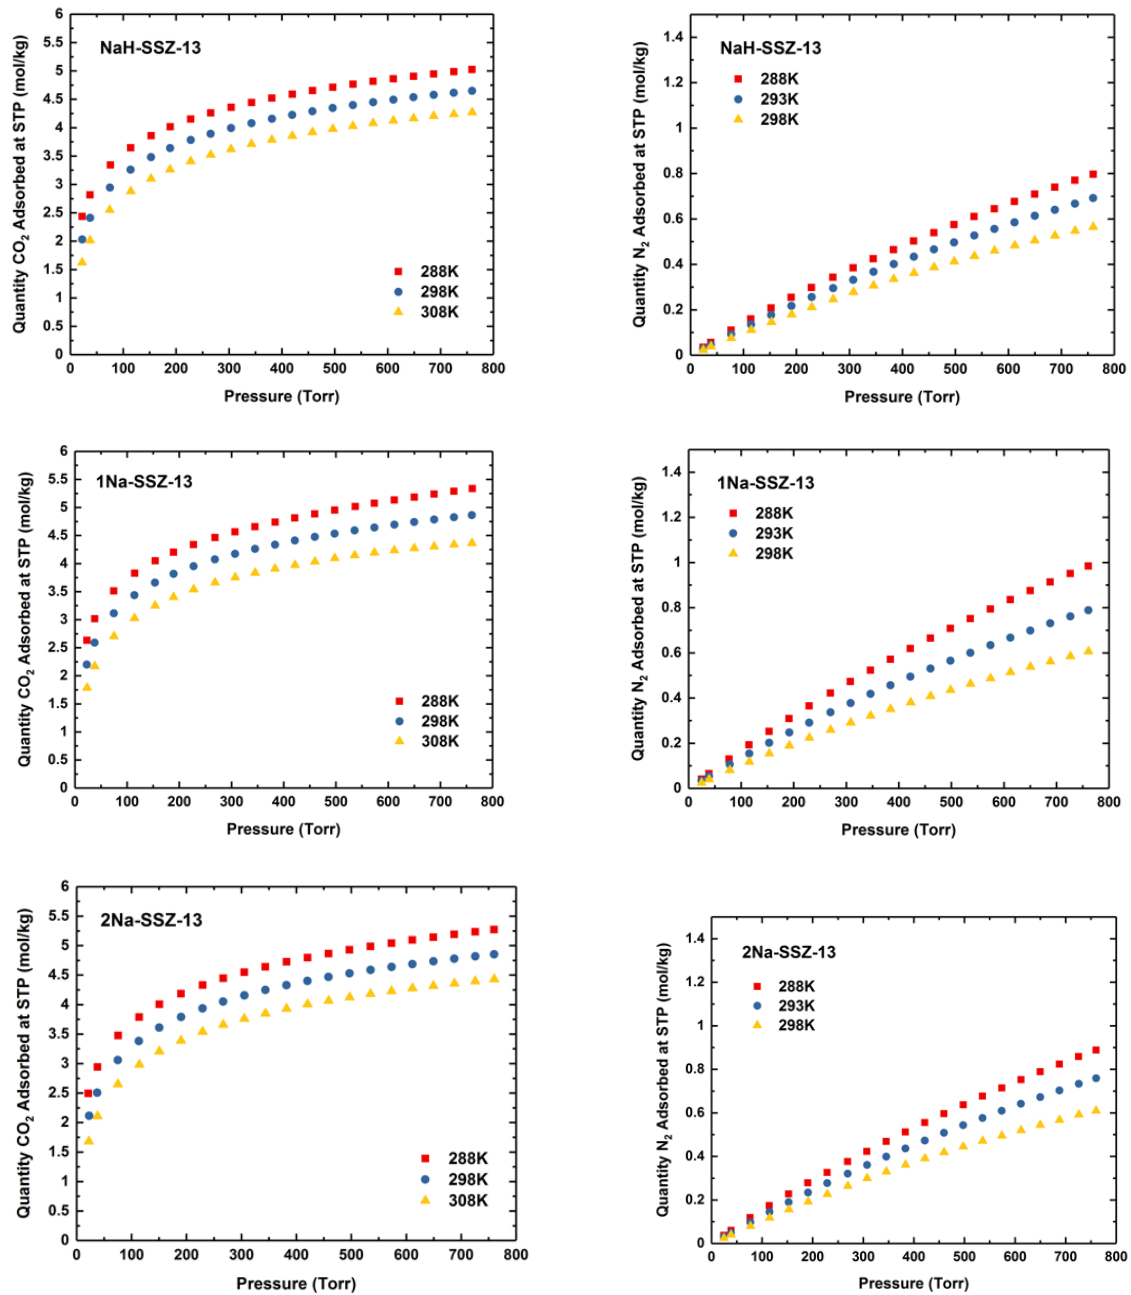 NaH-SSZ-13
Quantity CO2 Adsorbed at STP (mol/kg)
6
5.5
5
4.5
4
3.5
3
2.5
2
1.5
1
0.5
0
288K
298K
308K
0 100 200 300 400 500 600 700 800
Pressure (Torr)
NaH-SSZ-13
288K
293K
298K
Quantity N2 Adsorbed at STP (mol/kg)
1.4
1.2
1
0.8
0.6
0.4
0.2
0
0 100 200 300 400 500 600 700 800
Pressure (Torr)
1Na-SSZ-13
Quantity CO2 Adsorbed at STP (mol/kg)
6
5.5
5
4.5
4
3.5
3
2.5
2
1.5
1
0.5
0
288K
298K
308K
0 100 200 300 400 500 600 700 800
Pressure (Torr)
1Na-SSZ-13
288K
293K
298K
Quantity N2 Adsorbed at STP (mol/kg)
1.4
1.2
1
0.8
0.6
0.4
0.2
0
0 100 200 300 400 500 600 700 800
Pressure (Torr)
2Na-SSZ-13
Quantity CO2 Adsorbed at STP (mol/kg)
6
5.5
5
4.5
4
3.5
3
2.5
2
1.5
1
0.5
0
288K
298K
308K
0 100 200 300 400 500 600 700 800
Pressure (Torr)
2Na-SSZ-13
288K
293K
298K
Quantity N2 Adsorbed at STP (mol/kg)
1.4
1.2
1
0.8
0.6
0.4
0.2
0
0 100 200 300 400 500 600 700 800
Pressure (Torr)